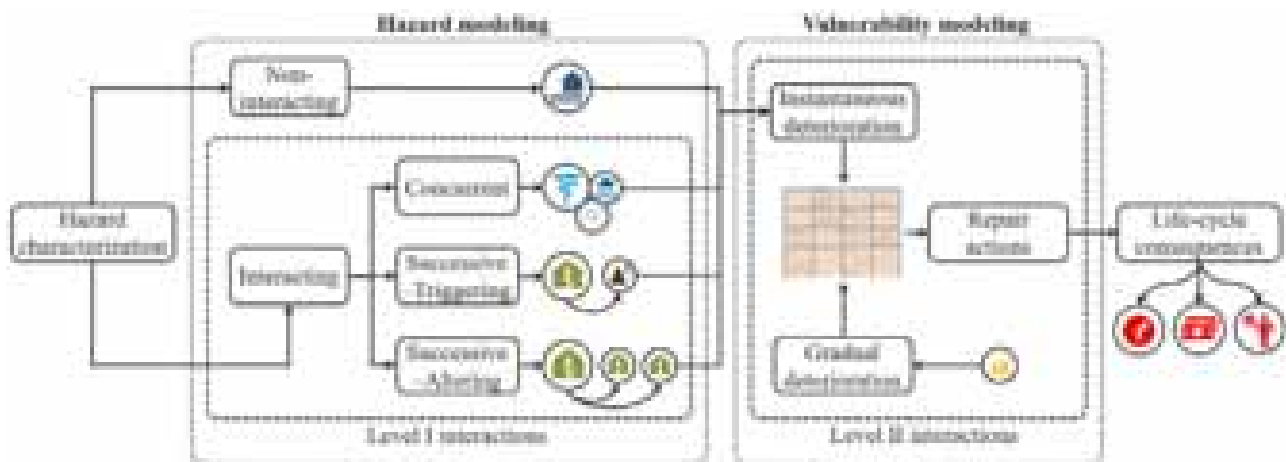 Hazard modeling
Vulnerability modeling
Non-
interacting
Instantaneous
deterioration
Concurrent
Hazard
characterization
Repair
actions
Life-cycle
consequences
Interacting
Successive
-Triggering
Successive
-Altering
Gradual
deterioration
Level I interactions
Level II interactions